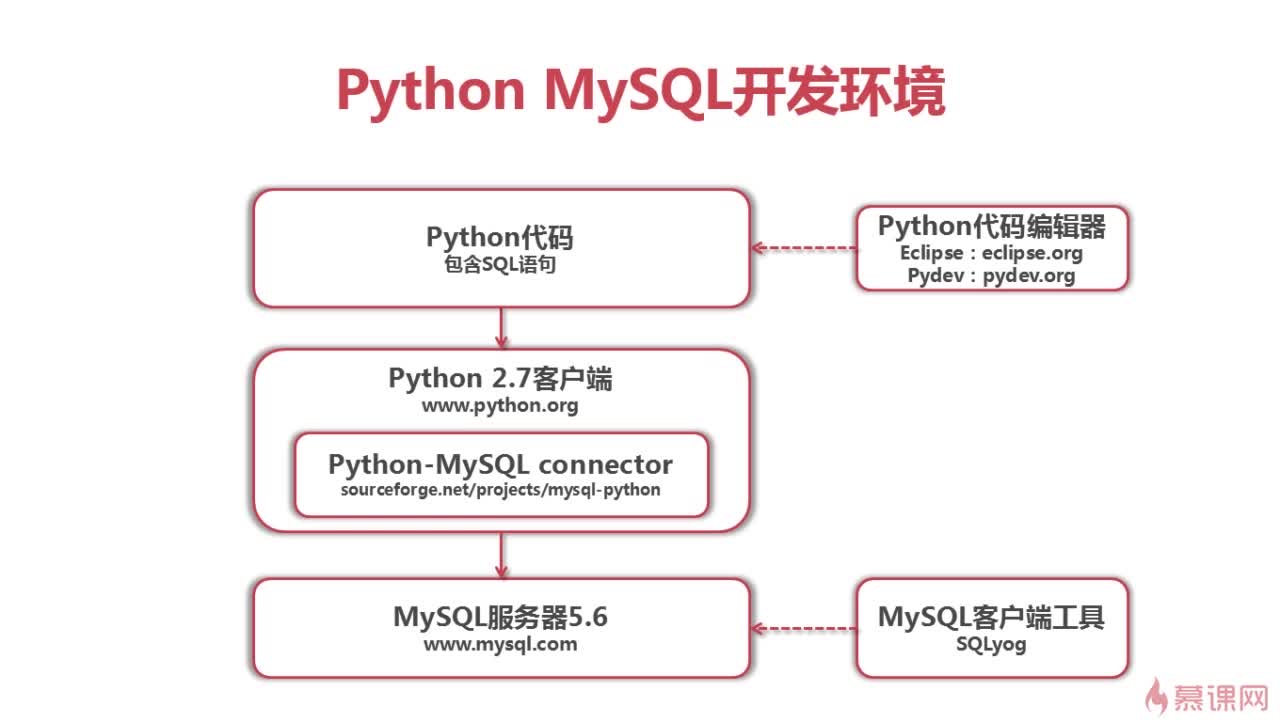 Python MySQL开发环境
Python代码
包含SQL语句
Python代码编辑器
Eclipse：eclipse.org
Pydev：pydev.org
Python 2.7客户端
www.python.org
Python-MySQL connector
sourceforge.net/projects/mysql-python
MySQL服务器5.6
www.mysql.com
MySQL客户端工具
SQLyog
慕课网